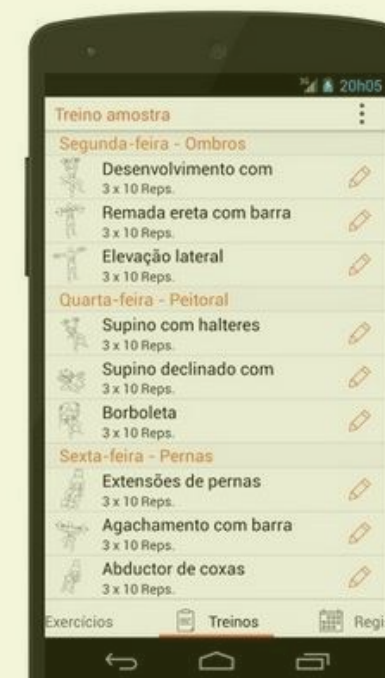 3G 20h05
Treino amostra
Segunda-feira - Ombros
Desenvolvimento com
3 x 10 Reps.
Remada ereta com barra
3 x 10 Reps.
Elevação lateral
3 x 10 Reps.
Quarta-feira - Peitoral
Supino com halteres
3 x 10 Reps.
Supino declinado com
3 x 10 Reps.
Borboleta
3 x 10 Reps.
Sexta-feira - Pernas
Extensões de pernas
3 x 10 Reps.
Agachamento com barra
3 x 10 Reps.
Abductor de coxas
3 x 10 Reps.
Exercícios Treinos Regi